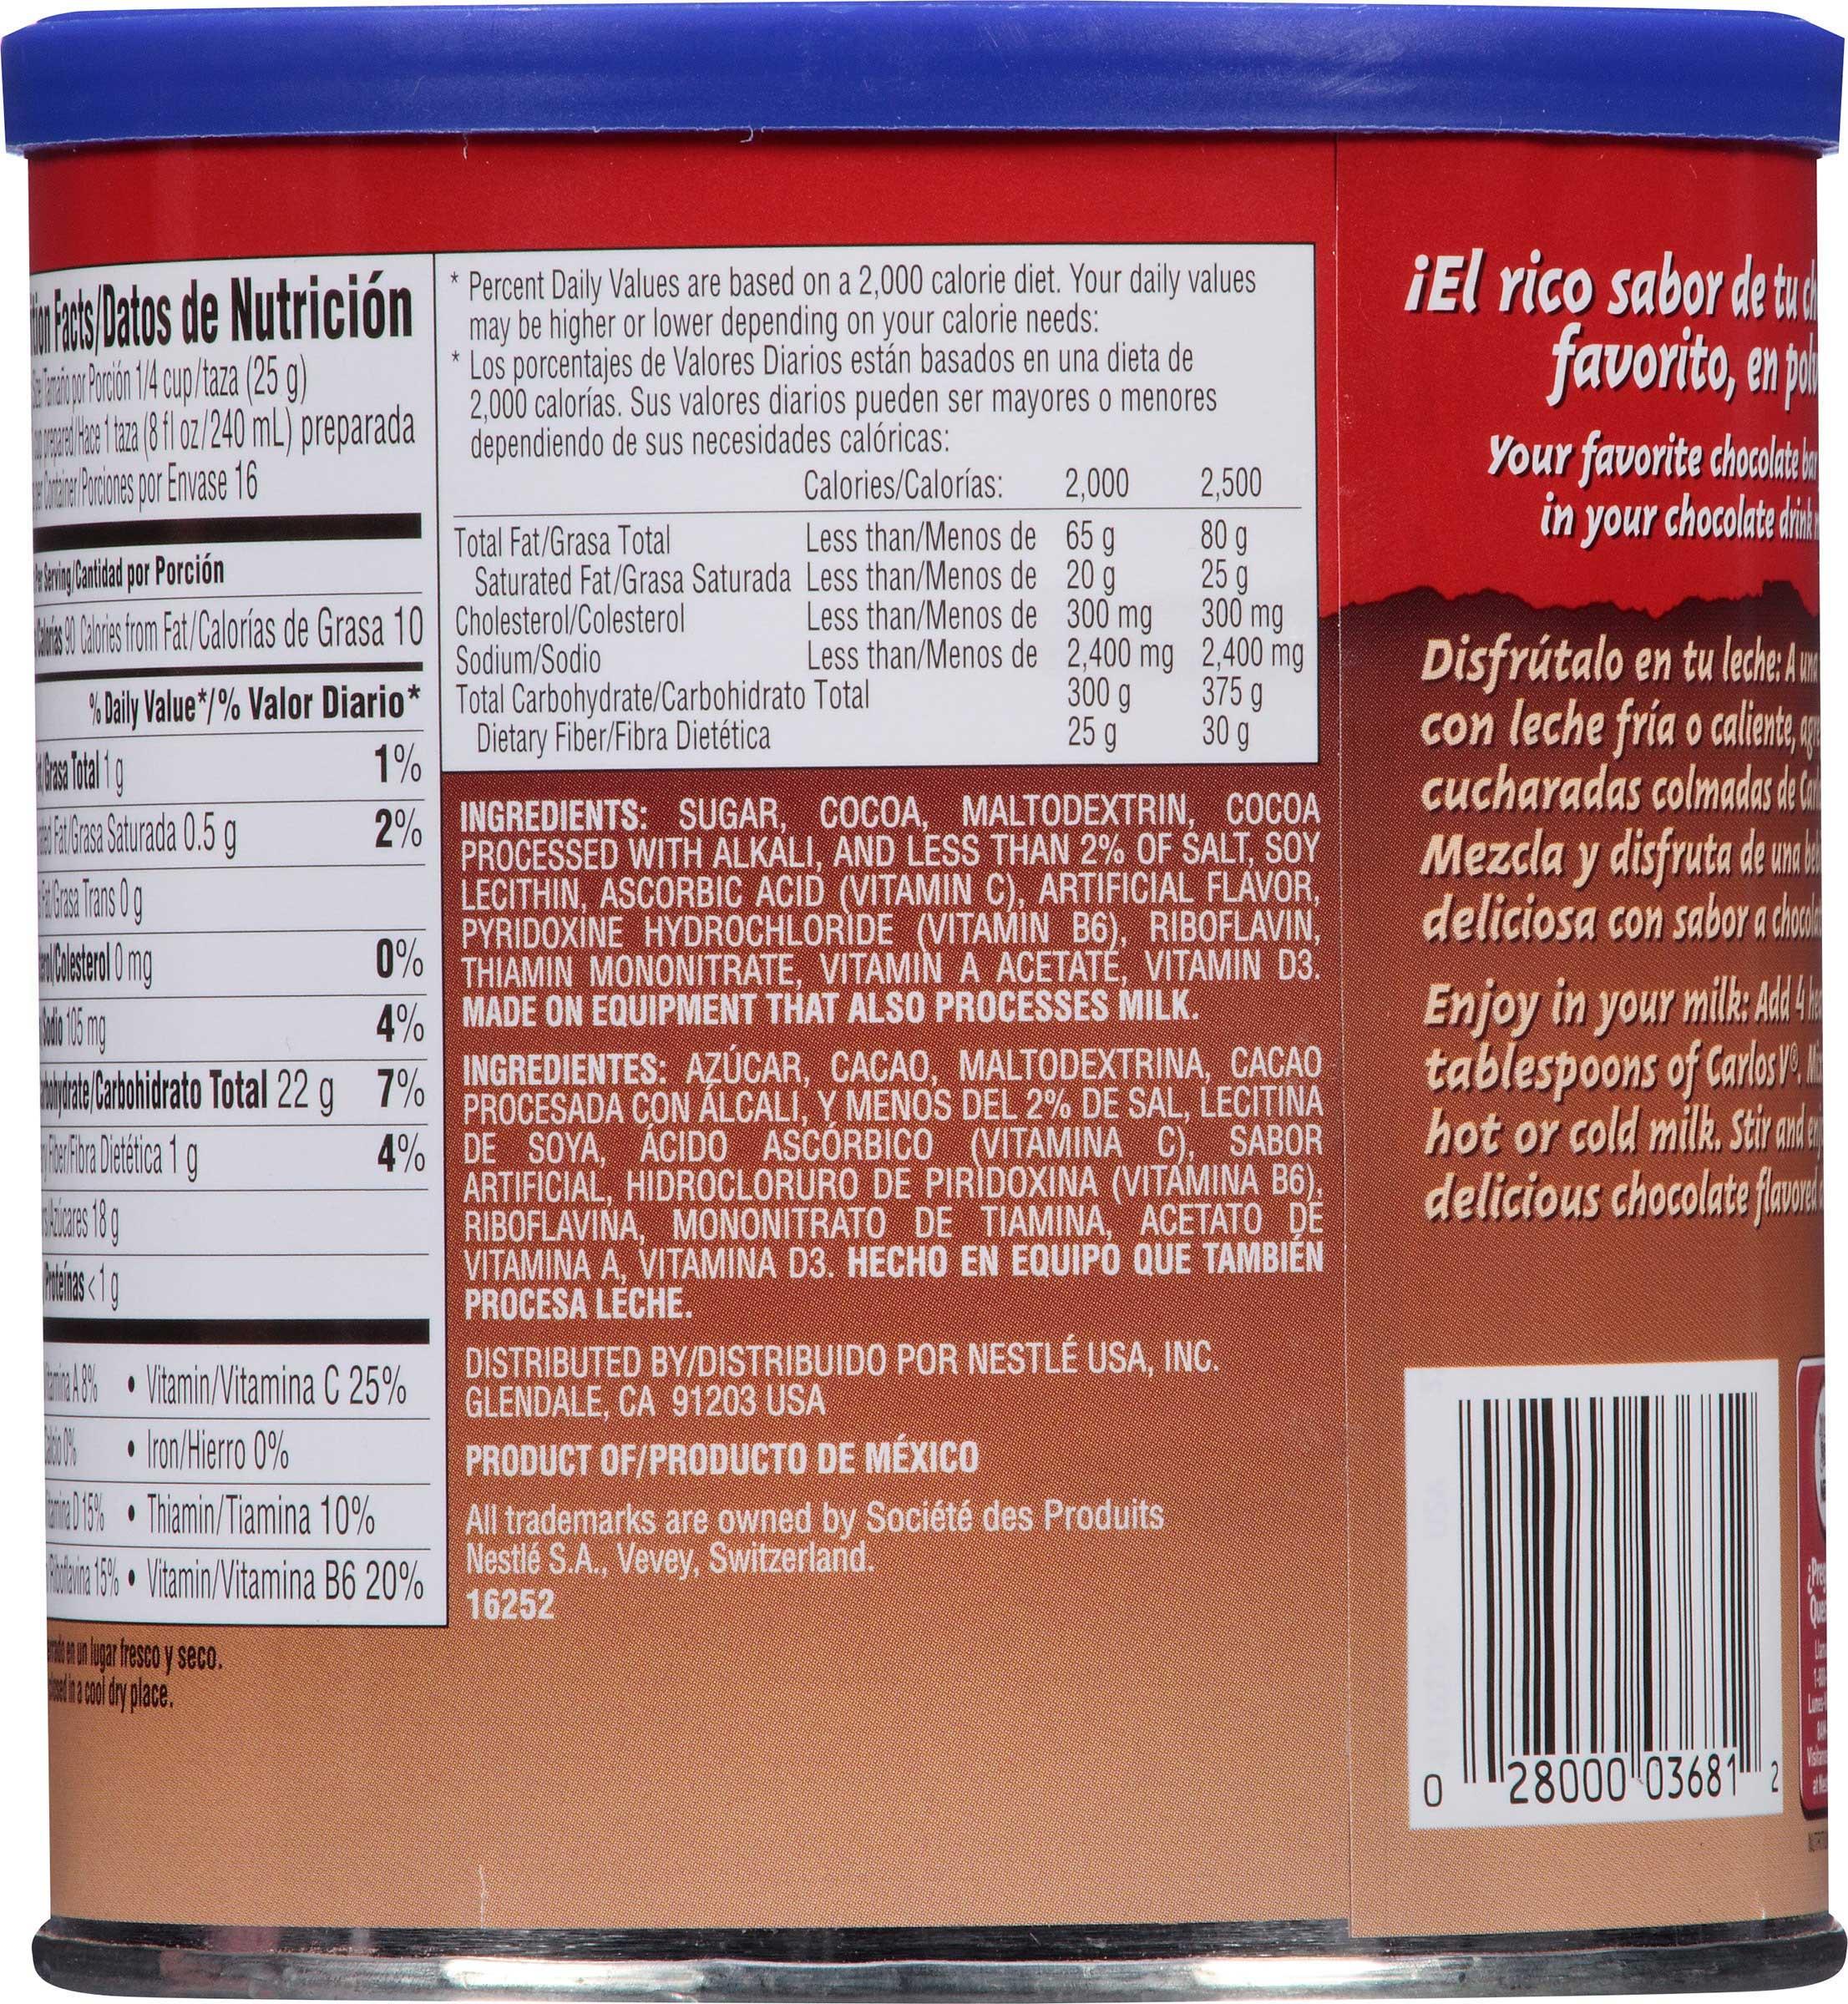 Facts/Datos de Nutrición
Tamaño por Porción 1/4 cup/taza (25 g)
prepared/Hace 1 taza (8 fl oz/240 mL) preparada
Container/Porciones por Envase 16
Serving/Cantidad por Porción
90 Calories from Fat/Calorías de Grasa 10
% Daily Value*/% Valor Diario*
Grasa Total 1 g 1%
Fat/Grasa Saturada 0.5 g 2%
Fat/Grasa Trans 0 g
Colesterol 0 mg 0%
Sodio 105 mg 4%
Carbohidrato Total 22 g 7%
Fiber/Fibra Dietética 1 g 4%
Azúcares 18 g
Proteínas <1 g
A 8% • Vitamin/Vitamina C 25%
0% • Iron/Hierro 0%
D 15% • Thiamin/Tiamina 10%
Riboflavina 15% • Vitamin/Vitamina B6 20%
en un lugar fresco y seco.
in a cool dry place.
* Percent Daily Values are based on a 2,000 calorie diet. Your daily values
may be higher or lower depending on your calorie needs:
* Los porcentajes de Valores Diarios están basados en una dieta de
2,000 calorías. Sus valores diarios pueden ser mayores o menores
dependiendo de sus necesidades calóricas:
Calories/Calorías: 2,000 2,500
Total Fat/Grasa Total Less than/Menos de 65 g 80 g
Saturated Fat/Grasa Saturada Less than/Menos de 20 g 25 g
Cholesterol/Colesterol Less than/Menos de 300 mg 300 mg
Sodium/Sodio Less than/Menos de 2,400 mg 2,400 mg
Total Carbohydrate/Carbohidrato Total 300 g 375 g
Dietary Fiber/Fibra Dietética 25 g 30 g
INGREDIENTS: SUGAR, COCOA, MALTODEXTRIN, COCOA
PROCESSED WITH ALKALI, AND LESS THAN 2% OF SALT, SOY
LECITHIN, ASCORBIC ACID (VITAMIN C), ARTIFICIAL FLAVOR,
PYRIDOXINE HYDROCHLORIDE (VITAMIN B6), RIBOFLAVIN,
THIAMIN MONONITRATE, VITAMIN A ACETATE, VITAMIN D3.
MADE ON EQUIPMENT THAT ALSO PROCESSES MILK.
INGREDIENTES: AZÚCAR, CACAO, MALTODEXTRINA, CACAO
PROCESADA CON ÁLCALI, Y MENOS DEL 2% DE SAL, LECITINA
DE SOYA, ÁCIDO ASCÓRBICO (VITAMINA C), SABOR
ARTIFICIAL, HIDROCLORURO DE PIRIDOXINA (VITAMINA B6),
RIBOFLAVINA, MONONITRATO DE TIAMINA, ACETATO DE
VITAMINA A, VITAMINA D3. HECHO EN EQUIPO QUE TAMBIÉN
PROCESA LECHE.
DISTRIBUTED BY/DISTRIBUIDO POR NESTLÉ USA, INC.
GLENDALE, CA 91203 USA
PRODUCT OF/PRODUCTO DE MÉXICO
All trademarks are owned by Société des Produits
Nestlé S.A., Vevey, Switzerland.
16252
¡El rico sabor de tu
favorito, en
Your favorite chocolate bar
in your chocolate drink
Disfrútalo en tu leche: A una
con leche fría o caliente,
cucharadas colmadas de
Mezcla y disfruta de una
deliciosa con sabor a
Enjoy in your milk: Add 4
tablespoons of Carlos V®.
hot or cold milk. Stir and
delicious chocolate flavored
0 28000 03681 2